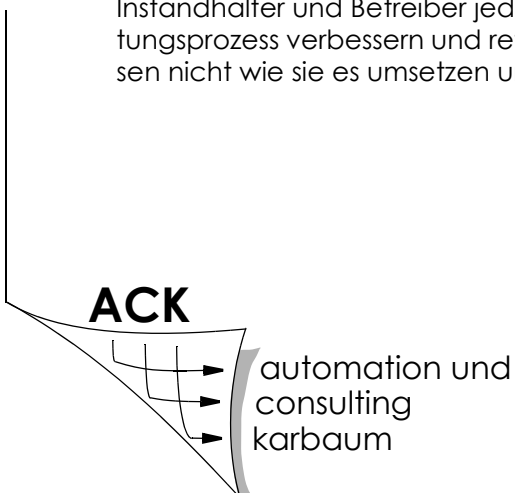 Instandhalter und Betreiber jed
tungsprozess verbessern und re
sen nicht wie sie es umsetzen u
ACK
automation und
consulting
karbaum